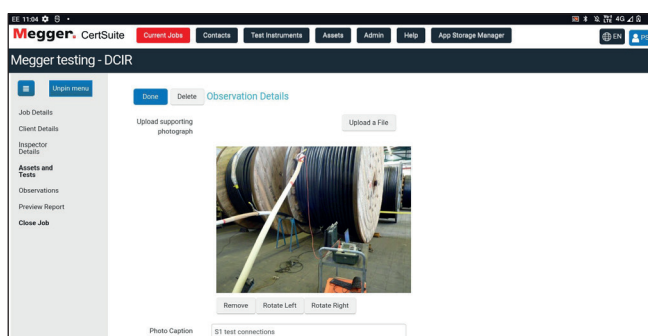 EE 11:04
4G
Megger. CertSuite
Current Jobs
Contacts
Test Instruments
Assets
Admin
Help
App Storage Manager
EN
PS
Megger testing - DCIR
Unpin menu
Job Details
Client Details
Inspector
Details
Assets and
Tests
Observations
Preview Report
Close Job
Done
Delete
Observation Details
Upload supporting
photograph
Upload a File
Remove
Rotate Left
Rotate Right
Photo Caption
S1 test connections